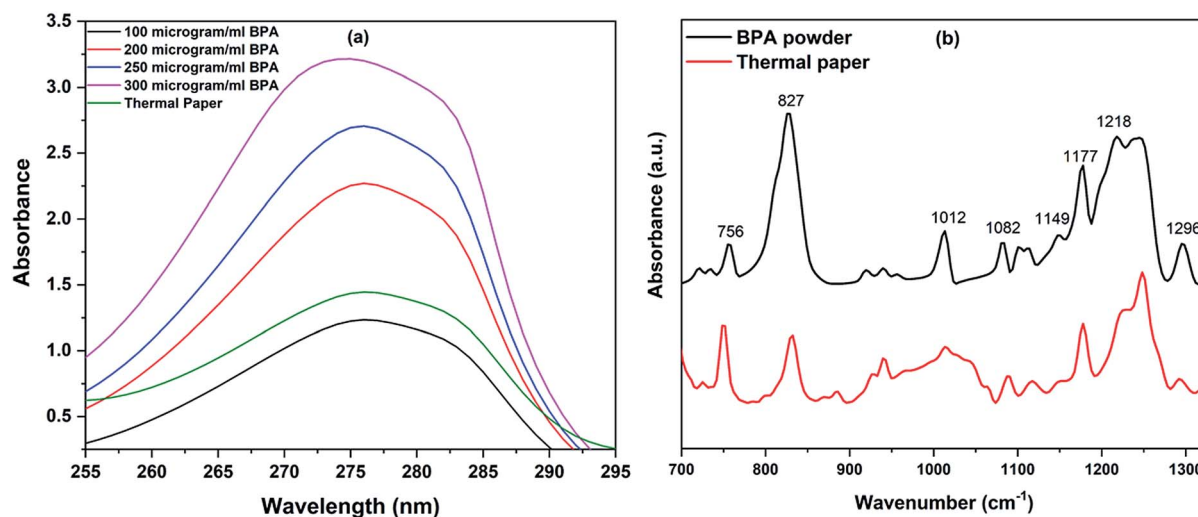 (a)
100 microgram/ml BPA
200 microgram/ml BPA
250 microgram/ml BPA
300 microgram/ml BPA
Thermal Paper
Absorbance
3.5
3.0
2.5
2.0
1.5
1.0
0.5
255 260 265 270 275 280 285 290 295
Wavelength (nm)
(b)
BPA powder
Thermal paper
Absorbance (a.u.)
756
827
1012
1082
1149
1177
1218
1296
700 800 900 1000 1100 1200 1300
Wavenumber (cm-1)